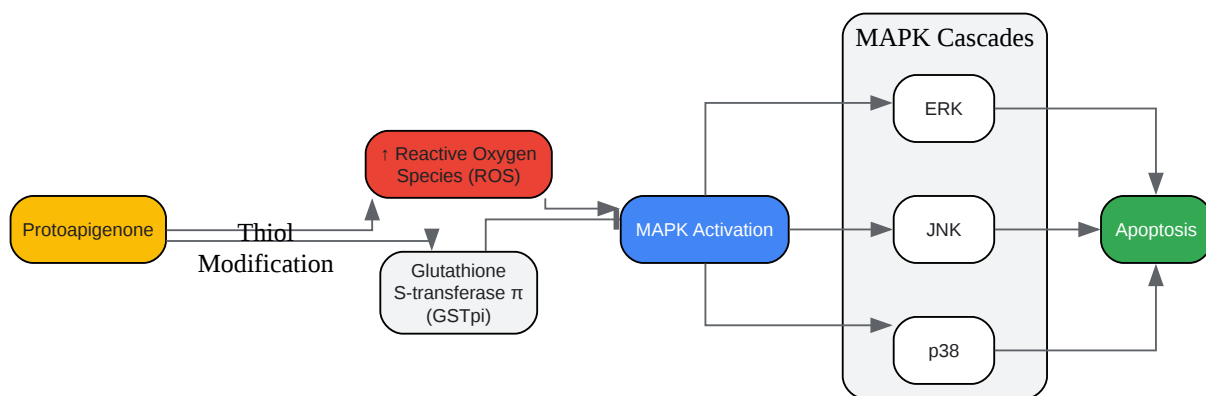 MAPK Cascades
ERK
↑ Reactive Oxygen
Species (ROS)
Protoapigenone
Thiol
Modification
MAPK Activation
JNK
Apoptosis
Glutathione
S-transferase π
(GSTpi)
p38